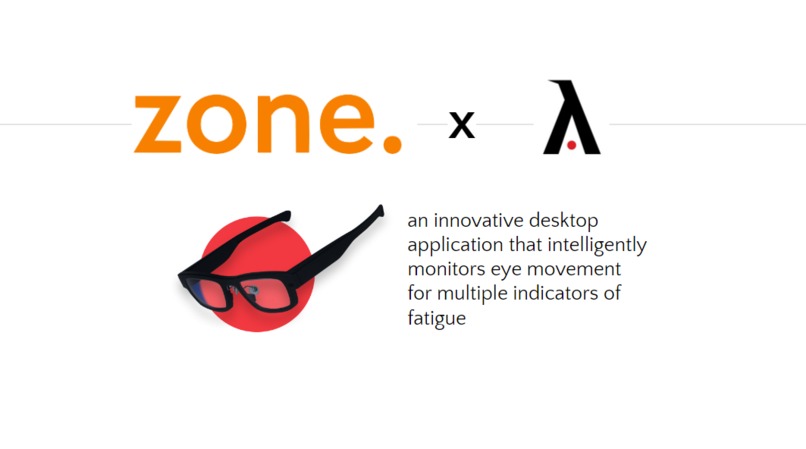 zone. x λ
an innovative desktop
application that intelligently
monitors eye movement
for multiple indicators of
fatigue